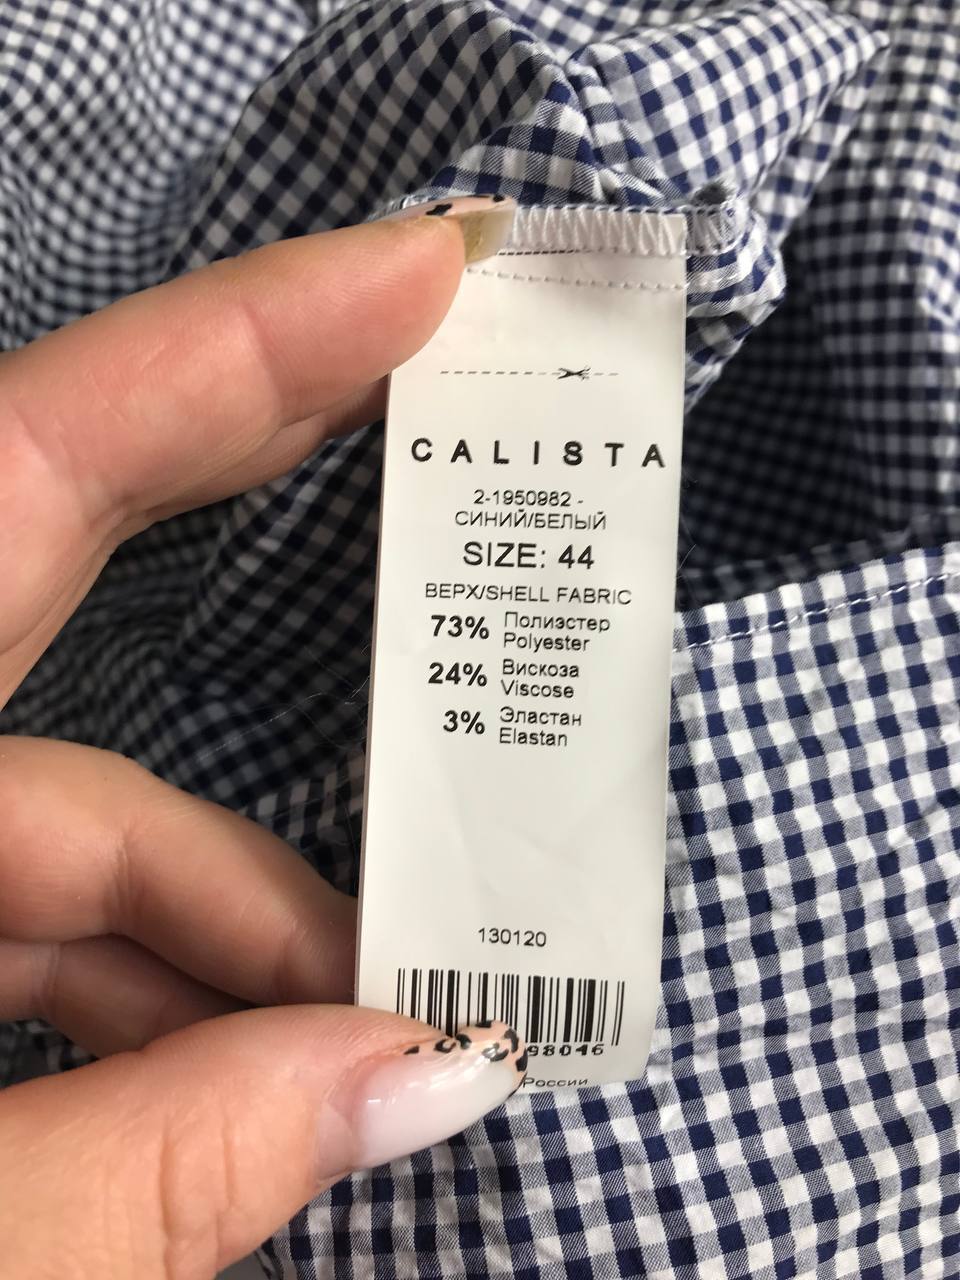 CALISTA
2-1950982 -
СИНИЙ/БЕЛЫЙ
SIZE: 44
ВЕРХ/SHELL FABRIC
73% Полиэстер
Polyester
24% Вискоза
Viscose
3% Эластан
Elastan
130120
98046
России